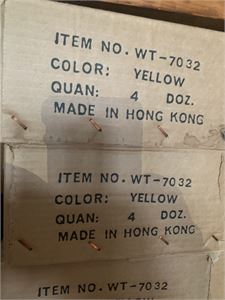 ITEM NO. WT-7032
COLOR: YELLOW
QUAN: 4 DOZ.
MADE IN HONG KONG
ITEM NO. WT-7032
COLOR: YELLOW
QUAN: 4 DOZ.
MADE IN HONG KONG
ITEM NO. WT-7032